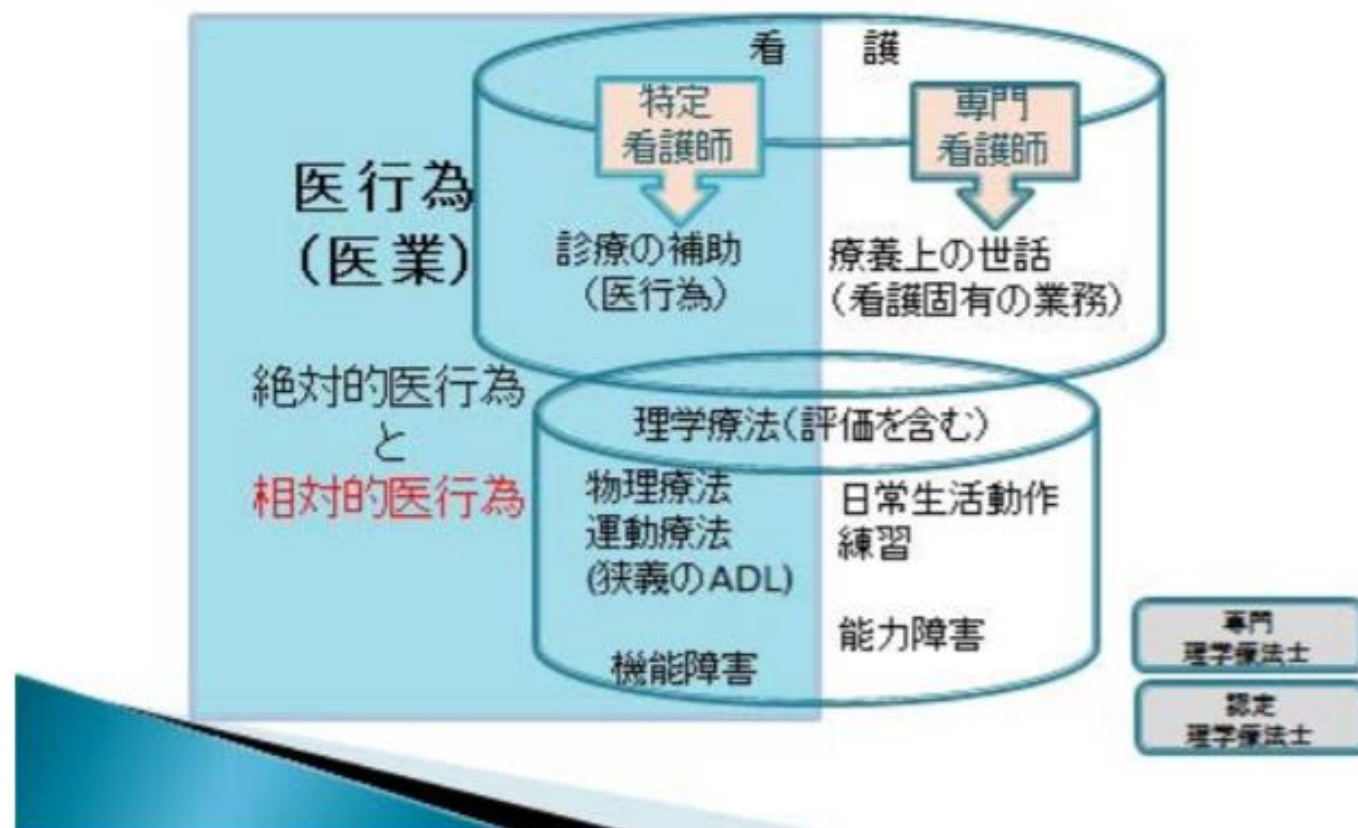 看　護
特定
看護師
専門
看護師
医行為
（医業）
診療の補助
（医行為）
療養上の世話
（看護固有の業務）
絶対的医行為
と
相対的医行為
理学療法（評価を含む）
物理療法
運動療法
(狭義のADL)
日常生活動作
練習
機能障害
能力障害
専門
理学療法士
認定
理学療法士